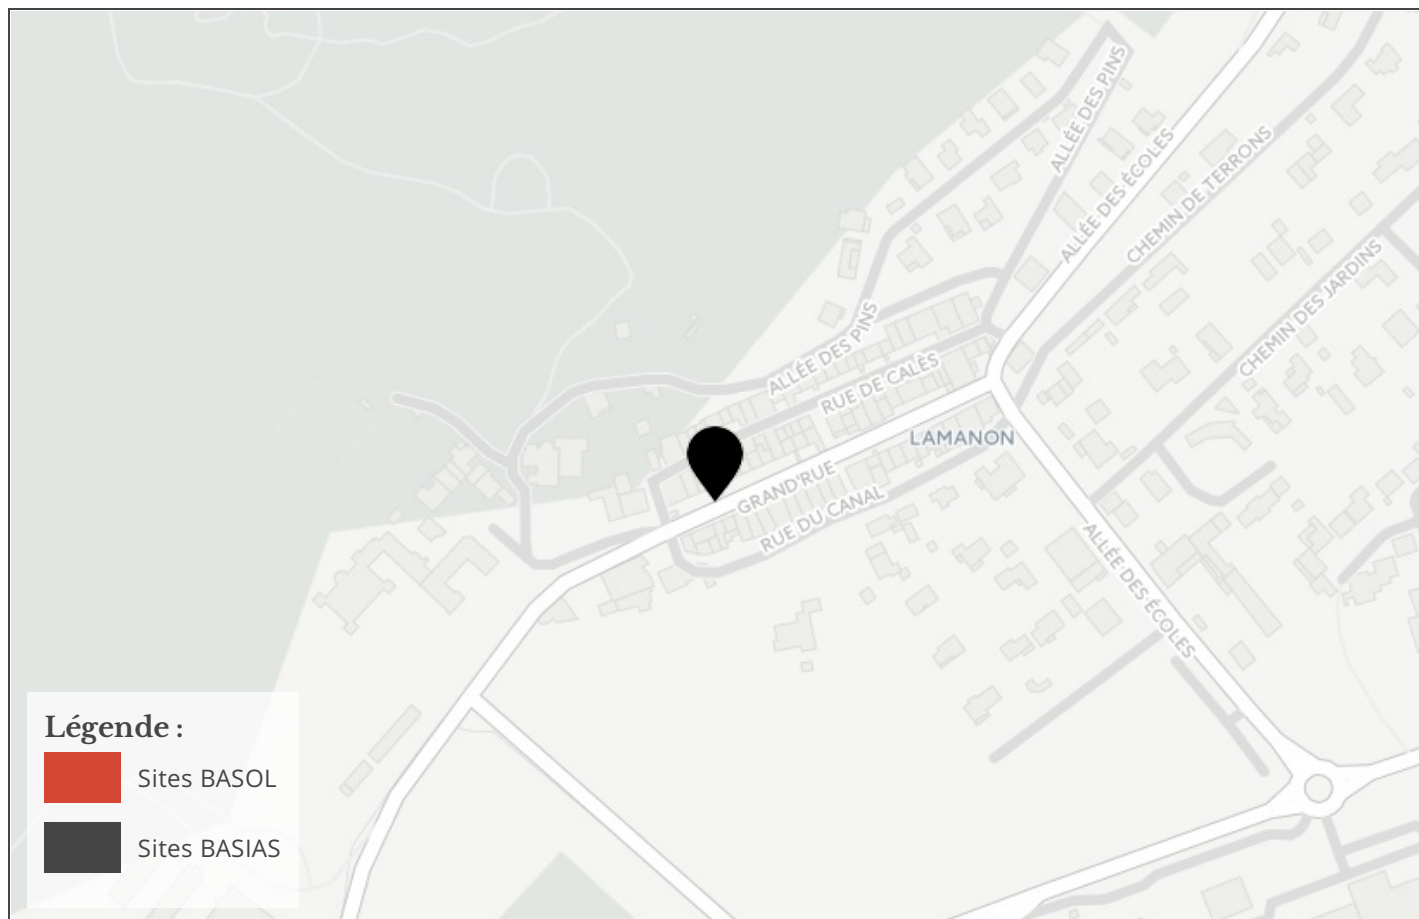 ALLÉE DES PINS
ALLÉE DES ÉCOLES
CHEMIN DE TERRONS
CHEMIN DES JARDINS
ALLÉE DES PINS
RUE DE CALÈS
LAMANON
GRAND'RUE
RUE DU CANAL
ALLÉE DES ÉCOLES
Légende :
Sites BASOL
Sites BASIAS